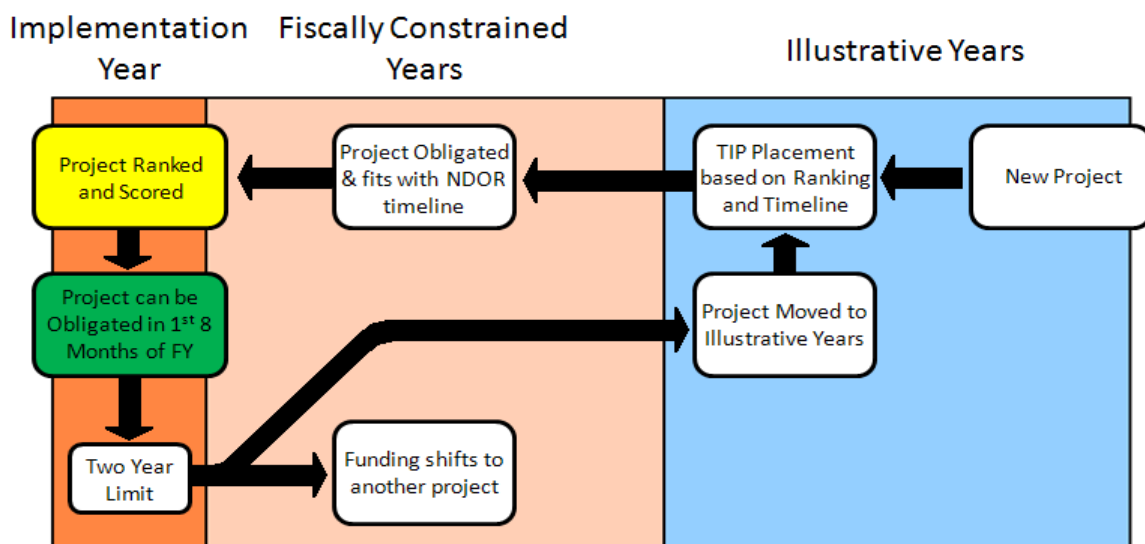 Implementation
Year
Fiscally Constrained
Years
Illustrative Years
Project Ranked
and Scored
Project Obligated
& fits with NDOR
timeline
TIP Placement
based on Ranking
and Timeline
New Project
Project can be
Obligated in 1st 8
Months of FY
Project Moved to
Illustrative Years
Two Year
Limit
Funding shifts to
another project